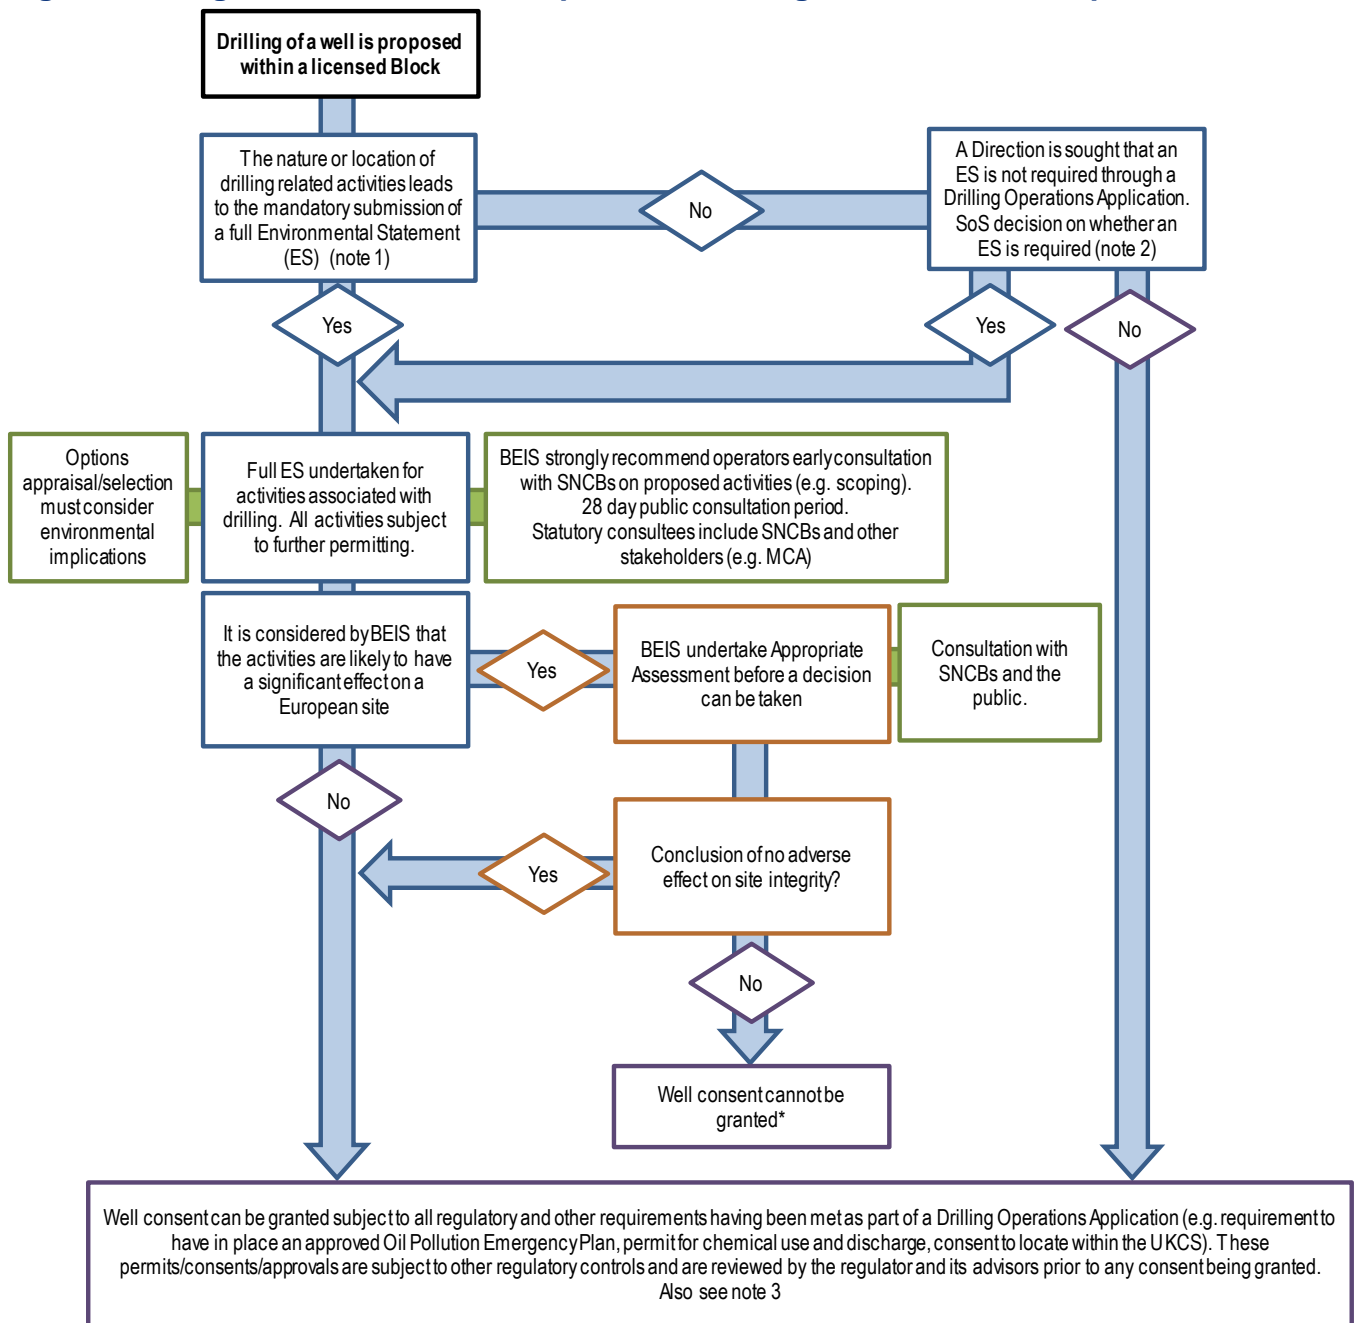 Drilling of a well is proposed
within a licensed Block
The nature or location of
drilling related activities leads
to the mandatory submission of
a full Environmental Statement
(ES) (note 1)
No
A Direction is sought that an
ES is not required through a
Drilling Operations Application.
SoS decision on whether an
ES is required (note 2)
Yes
Yes
No
Options
appraisal/selection
must consider
environmental
implications
Full ES undertaken for
activities associated with
drilling. All activities subject
to further permitting.
BEIS strongly recommend operators early consultation
with SNCBs on proposed activities (e.g. scoping).
28 day public consultation period.
Statutory consultees include SNCBs and other
stakeholders (e.g. MCA)
It is considered by BEIS that
the activities are likely to have
a significant effect on a
European site
Yes
BEIS undertake Appropriate
Assessment before a decision
can be taken
Consultation with
SNCBs and the
public.
No
Yes
Conclusion of no adverse
effect on site integrity?
No
Well consent cannot be
granted*
Well consent can be granted subject to all regulatory and other requirements having been met as part of a Drilling Operations Application (e.g. requirement to
have in place an approved Oil Pollution Emergency Plan, permit for chemical use and discharge, consent to locate within the UKCS). These
permits/consents/approvals are subject to other regulatory controls and are reviewed by the regulator and its advisors prior to any consent being granted.
Also see note 3